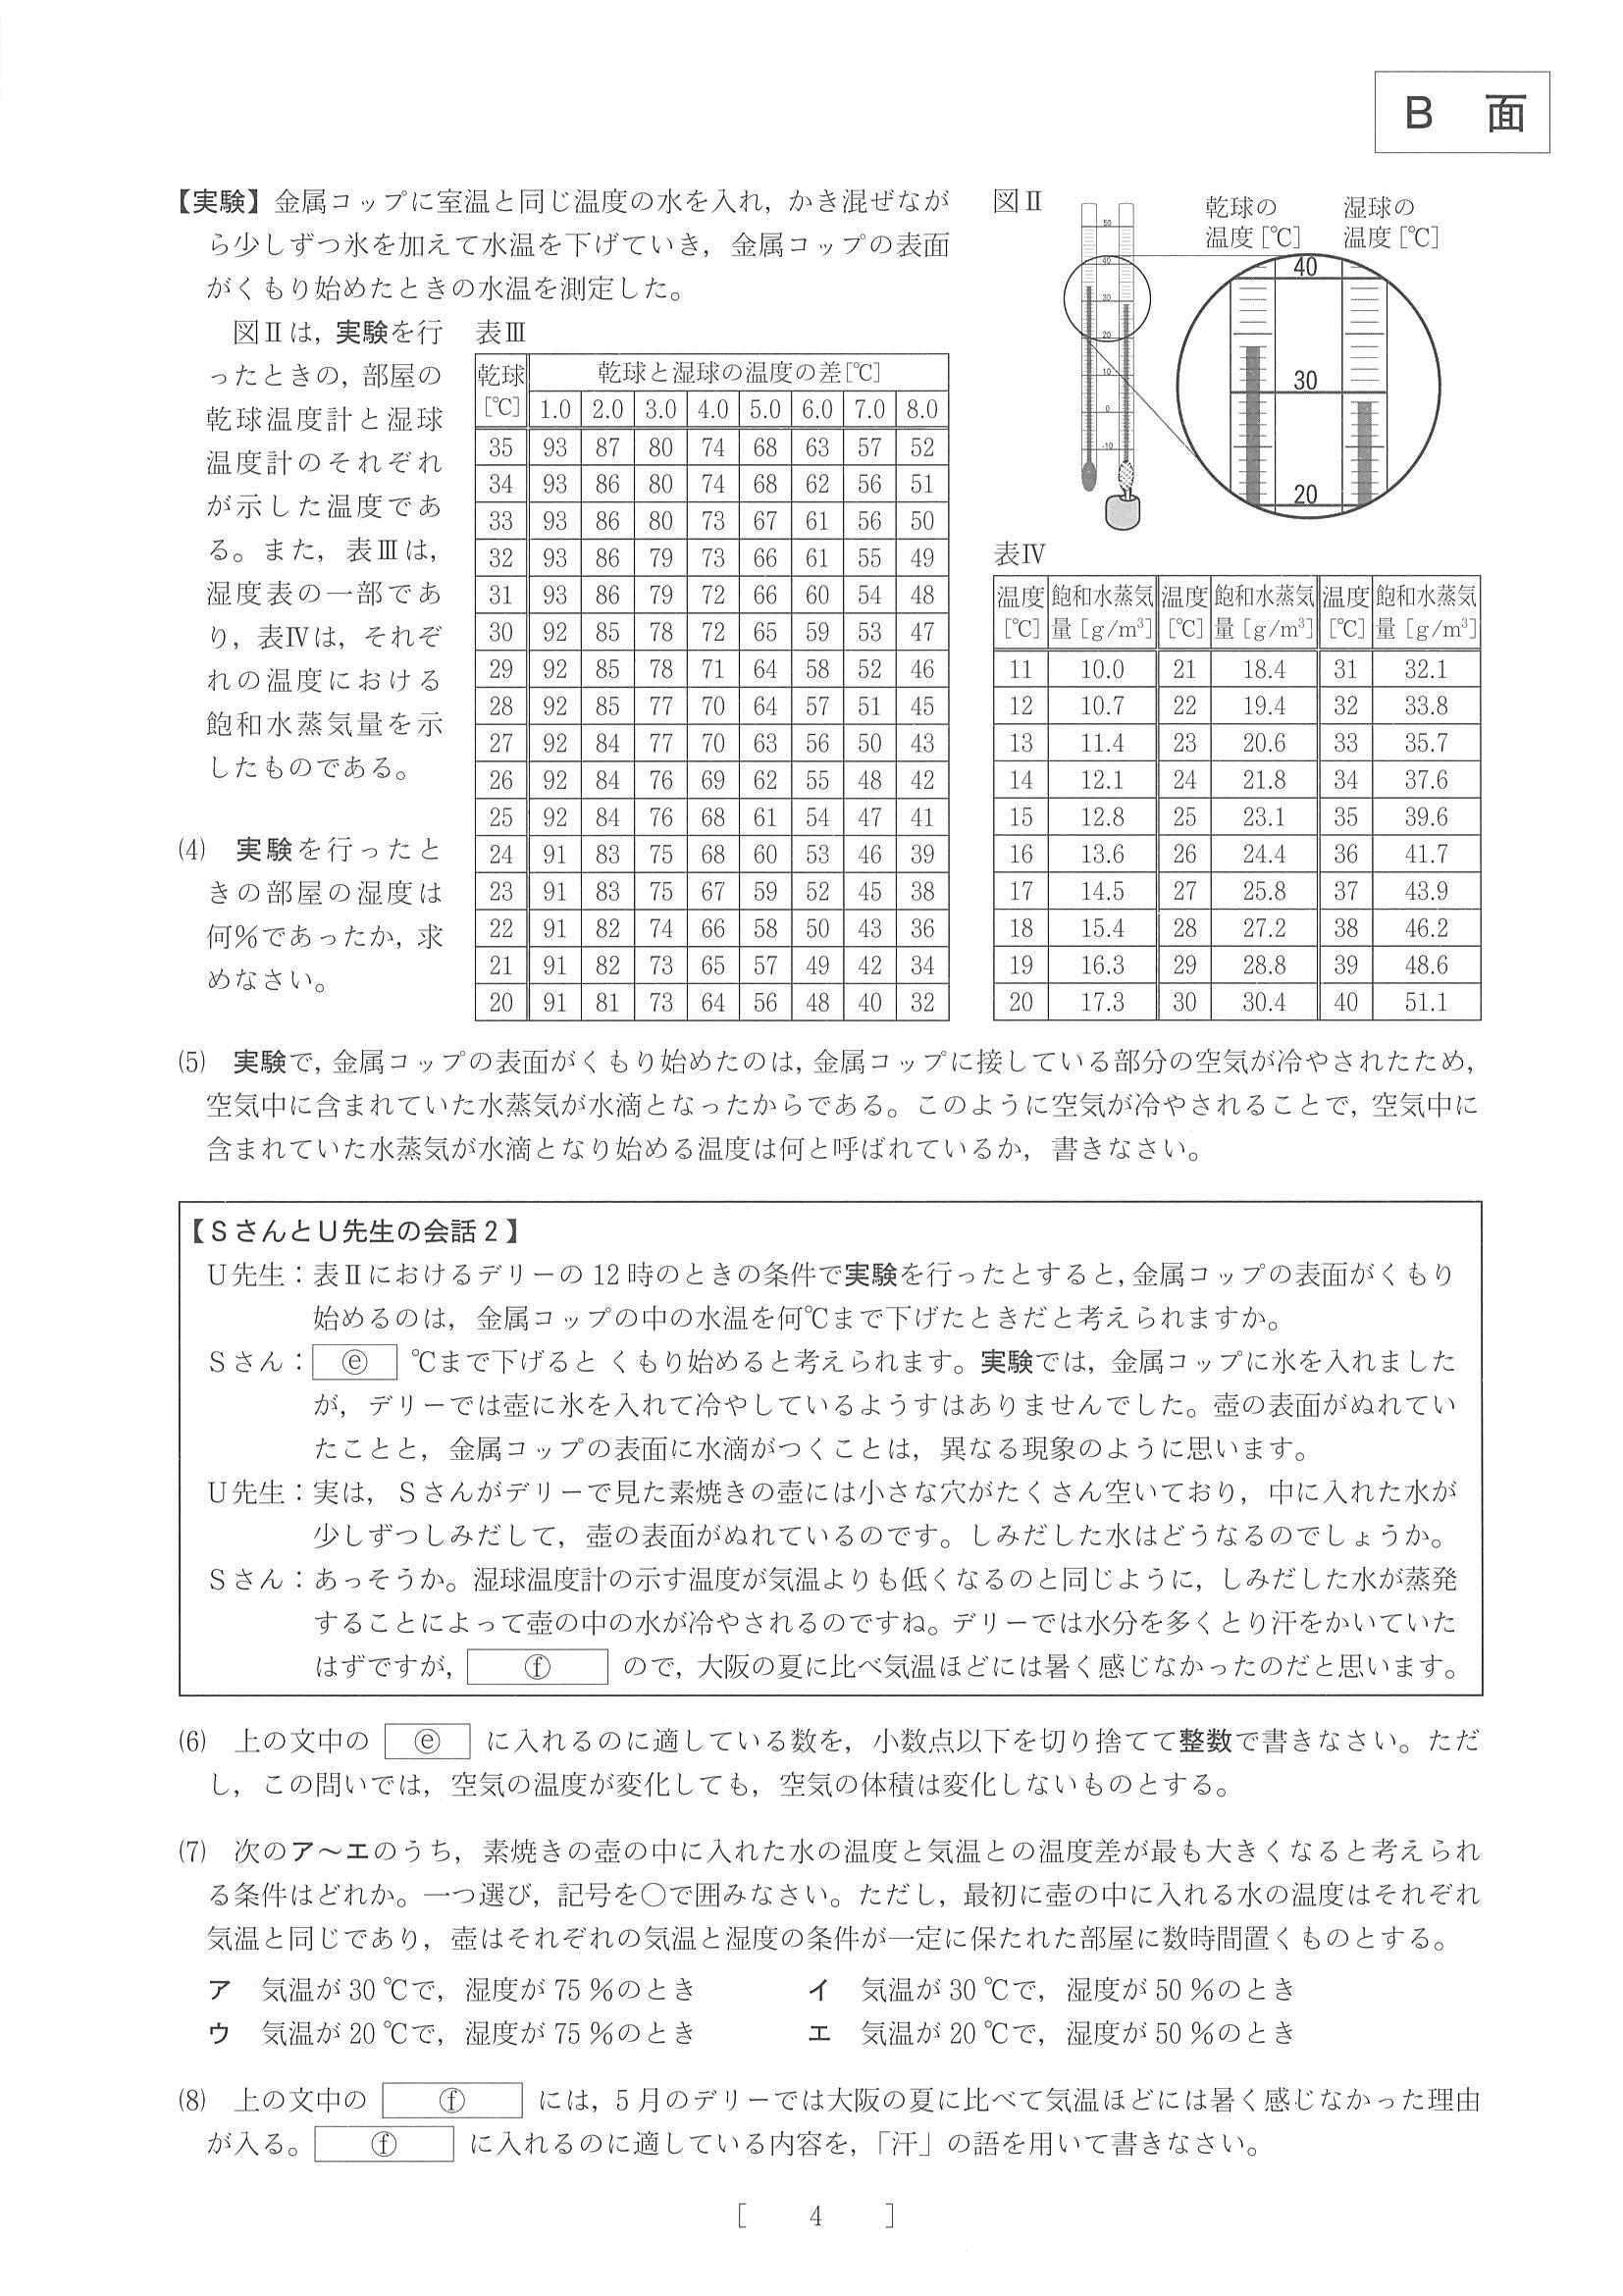 B 面
【実験】金属コップに室温と同じ温度の水を入れ，かき混ぜなが
ら少しずつ氷を加えて水温を下げていき，金属コップの表面
がくもり始めたときの水温を測定した。
図Ⅱは，実験を行
ったときの，部屋の
乾球温度計と湿球
温度計のそれぞれ
が示した温度であ
る。また，表Ⅲは，
湿度表の一部であ
り，表Ⅳは，それぞ
れの温度における
飽和水蒸気量を示
したものである。
(4) 実験を行ったと
きの部屋の湿度は
何％であったか，求
めなさい。
表Ⅲ
乾球[℃] 乾球と湿球の温度の差[℃]
1.0 2.0 3.0 4.0 5.0 6.0 7.0 8.0
35 93 87 80 74 68 63 57 52
34 93 86 80 74 68 62 56 51
33 93 86 80 73 67 61 56 50
32 93 86 79 73 66 61 55 49
31 93 86 79 72 66 60 54 48
30 92 85 78 72 65 59 53 47
29 92 85 78 71 64 58 52 46
28 92 85 77 70 64 57 51 45
27 92 84 77 70 63 56 50 43
26 92 84 76 69 62 55 48 42
25 92 84 76 68 61 54 47 41
24 91 83 75 68 60 53 46 39
23 91 83 75 67 59 52 45 38
22 91 82 74 66 58 50 43 36
21 91 82 73 65 57 49 42 34
20 91 81 73 64 56 48 40 32
図Ⅱ
乾球の 湿球の
温度[℃] 温度[℃]
50
40
30
20
10
0
-10
40
30
20
表Ⅳ
温度 飽和水蒸気 温度 飽和水蒸気 温度 飽和水蒸気
[℃] 量[g/m³] [℃] 量[g/m³] [℃] 量[g/m³]
11 10.0 21 18.4 31 32.1
12 10.7 22 19.4 32 33.8
13 11.4 23 20.6 33 35.7
14 12.1 24 21.8 34 37.6
15 12.8 25 23.1 35 39.6
16 13.6 26 24.4 36 41.7
17 14.5 27 25.8 37 43.9
18 15.4 28 27.2 38 46.2
19 16.3 29 28.8 39 48.6
20 17.3 30 30.4 40 51.1
(5) 実験で，金属コップの表面がくもり始めたのは，金属コップに接している部分の空気が冷やされたため，
空気中に含まれていた水蒸気が水滴となったからである。このように空気が冷やされることで，空気中に
含まれていた水蒸気が水滴となり始める温度は何と呼ばれているか，書きなさい。
【SさんとU先生の会話2】
U先生：表Ⅱにおけるデリーの12時のときの条件で実験を行ったとすると，金属コップの表面がくもり
始めるのは，金属コップの中の水温を何℃まで下げたときだと考えられますか。
Sさん：ⓔ ℃まで下げるとくもり始めると考えられます。実験では，金属コップに氷を入れました
が，デリーでは壺に氷を入れて冷やしているようすはありませんでした。壺の表面がぬれてい
たことと，金属コップの表面に水滴がつくことは，異なる現象のように思います。
U先生：実は，Sさんがデリーで見た素焼きの壺には小さな穴がたくさん空いており，中に入れた水が
少しずつしみだして，壺の表面がぬれているのです。しみだした水はどうなるのでしょうか。
Sさん：あっそうか。湿球温度計の示す温度が気温よりも低くなるのと同じように，しみだした水が蒸発
することによって壺の中の水が冷やされるのですね。デリーでは水分を多くとり汗をかいていた
はずですが，ⓕ ので，大阪の夏に比べ気温ほどには暑く感じなかったのだと思います。
(6) 上の文中の ⓔ に入れるのに適している数を，小数点以下を切り捨てて整数で書きなさい。ただ
し，この問いでは，空気の温度が変化しても，空気の体積は変化しないものとする。
(7) 次のア～エのうち，素焼きの壺の中に入れた水の温度と気温との温度差が最も大きくなると考えられ
る条件はどれか。一つ選び，記号を○で囲みなさい。ただし，最初に壺の中に入れる水の温度はそれぞれ
気温と同じであり，壺はそれぞれの気温と湿度の条件が一定に保たれた部屋に数時間置くものとする。
ア 気温が30℃で，湿度が75％のとき イ 気温が30℃で，湿度が50％のとき
ウ 気温が20℃で，湿度が75％のとき エ 気温が20℃で，湿度が50％のとき
(8) 上の文中の ⓕ には，5月のデリーでは大阪の夏に比べて気温ほどには暑く感じなかった理由
が入る。ⓕ に入れるのに適している内容を，「汗」の語を用いて書きなさい。
[ 4 ]